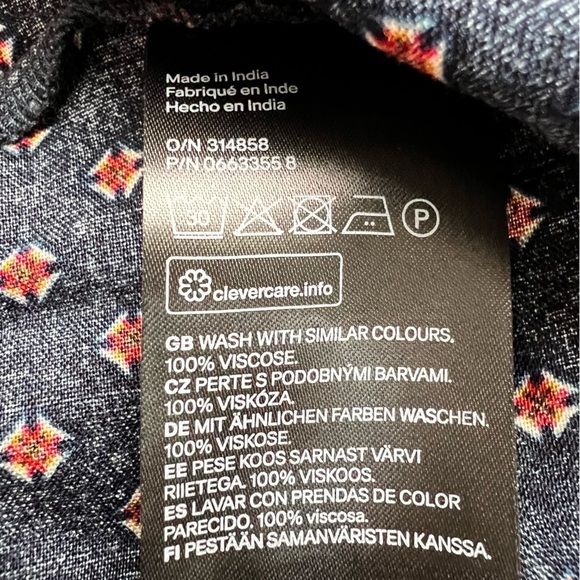 Made in India
Fabriqué en Inde
Hecho en India
O/N 314858
P/N 0663355 8
30
P
clevercare.info
GB WASH WITH SIMILAR COLOURS.
100% VISCOSE.
CZ PERTE S PODOBNÝMI BARVAMI.
100% VISKÓZA.
DE MIT ÄHNLICHEN FARBEN WASCHEN.
100% VISKOSE.
EE PESE KOOS SARNAST VÄRVI
RIIETEGA. 100% VISKOOS.
ES LAVAR CON PRENDAS DE COLOR
PARECIDO. 100% viscosa.
FI PESTÄÄN SAMANVÄRISTEN KANSSA.